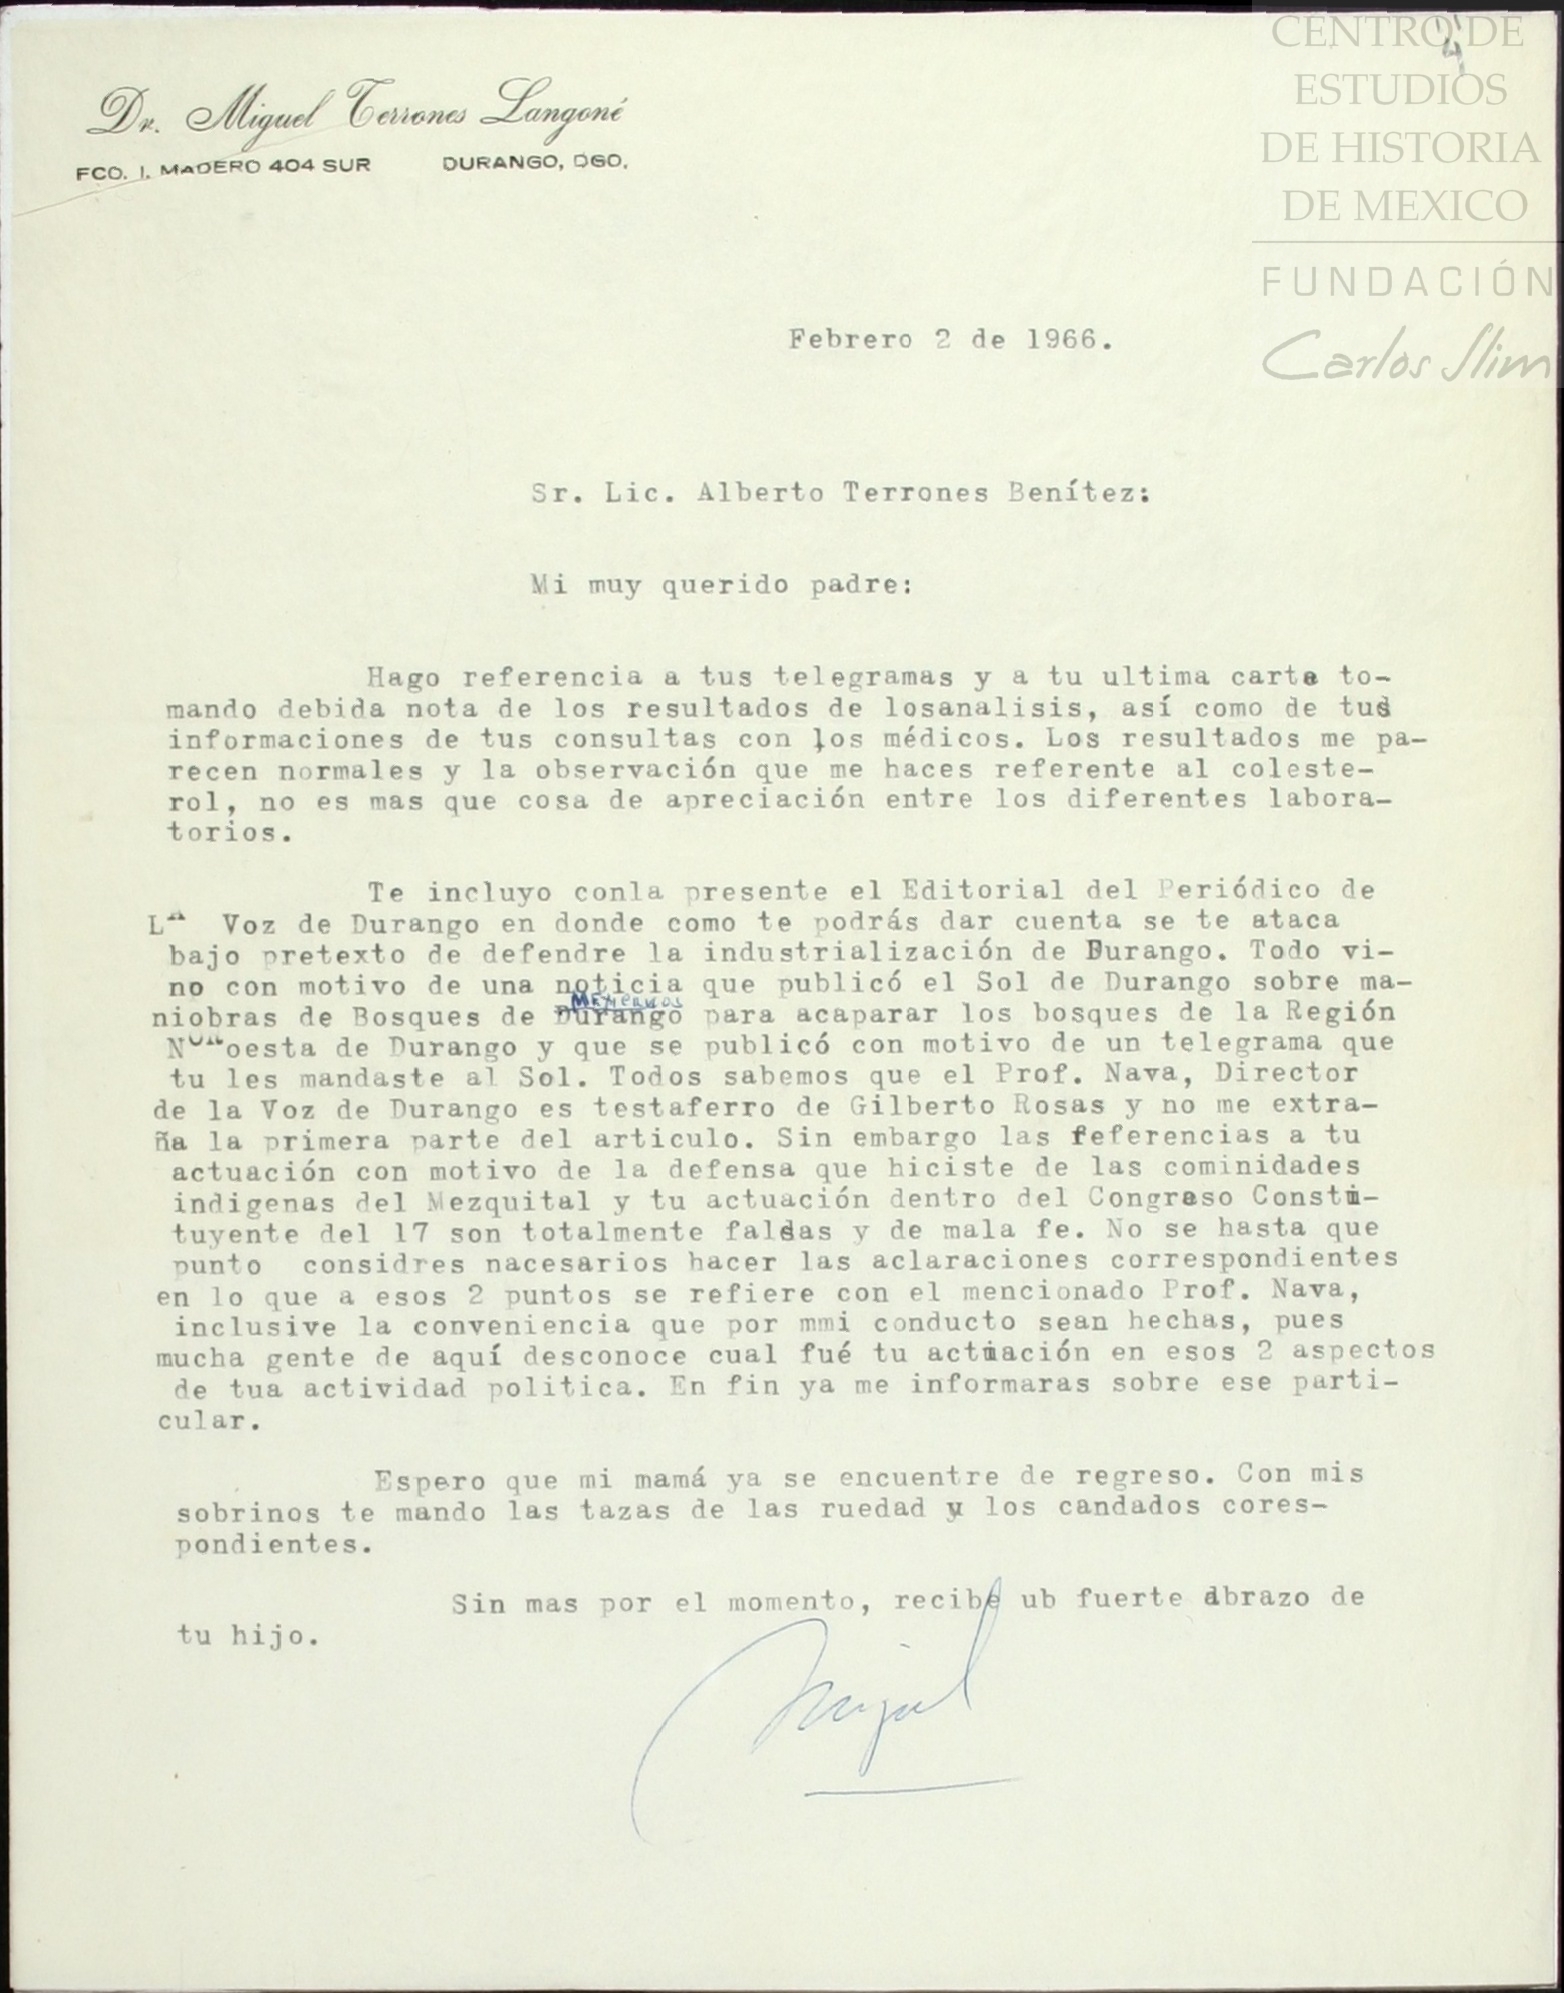 CENTRO DE
ESTUDIOS
DE HISTORIA
DE MEXICO
FUNDACIÓN
Carlos Slim
Dr. Miguel Terrones Langoné
FCO. I. MADERO 404 SUR DURANGO, DGO.
Febrero 2 de 1966.
Sr. Lic. Alberto Terrones Benítez:
Mi muy querido padre:
Hago referencia a tus telegramas y a tu ultima carta to-
mando debida nota de los resultados de losanalisis, así como de tus
informaciones de tus consultas con los médicos. Los resultados me pa-
recen normales y la observación que me haces referente al coleste-
rol, no es mas que cosa de apreciación entre los diferentes labora-
torios.
Te incluyo conla presente el Editorial del Periódico de
La Voz de Durango en donde como te podrás dar cuenta se te ataca
bajo pretexto de defendre la industrialización de Durango. Todo vi-
no con motivo de una noticia que publicó el Sol de Durango sobre ma-
niobras de Bosques de Durango para acaparar los bosques de la Región
Noroesta de Durango y que se publicó con motivo de un telegrama que
tu les mandaste al Sol. Todos sabemos que el Prof. Nava, Director
de la Voz de Durango es testaferro de Gilberto Rosas y no me extra-
ña la primera parte del articulo. Sin embargo las referencias a tu
actuación con motivo de la defensa que hiciste de las cominidades
indigenas del Mezquital y tu actuación dentro del Congreso Consti-
tuyente del 17 son totalmente falsas y de mala fe. No se hasta que
punto considres nacesarios hacer las aclaraciones correspondientes
en lo que a esos 2 puntos se refiere con el mencionado Prof. Nava,
inclusive la conveniencia que por mmi conducto sean hechas, pues
mucha gente de aquí desconoce cual fué tu actuación en esos 2 aspectos
de tua actividad politica. En fin ya me informaras sobre ese parti-
cular.
Espero que mi mamá ya se encuentre de regreso. Con mis
sobrinos te mando las tazas de las ruedad y los candados cores-
pondientes.
Sin mas por el momento, recibe ub fuerte abrazo de
tu hijo.
Miguel